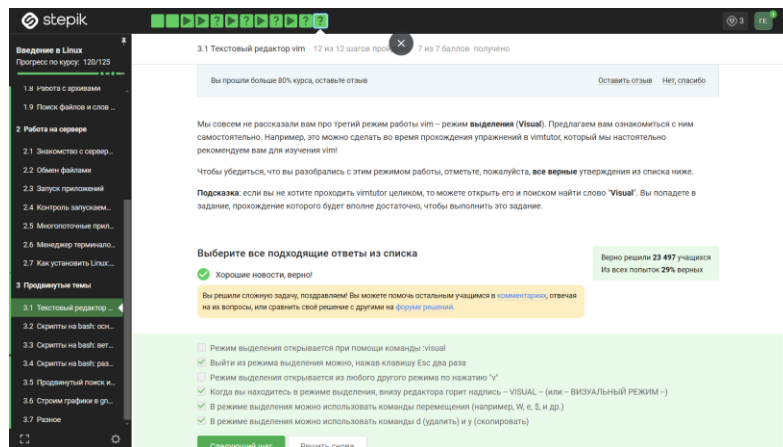 stepik
3
ГЕ
Введение в Linux
Прогресс по курсу: 120/125
1.8 Работа с архивами
1.9 Поиск файлов и слов ...
2 Работа на сервере
2.1 Знакомство с сервер...
2.2 Обмен файлами
2.3 Запуск приложений
2.4 Контроль запускаем...
2.5 Многопоточные прил...
2.6 Менеджер терминало...
2.7 Как установить Linux:...
3 Продвинутые темы
3.1 Текстовый редактор ...
3.2 Скрипты на bash: осн...
3.3 Скрипты на bash: вет...
3.4 Скрипты на bash: раз...
3.5 Продвинутый поиск и...
3.6 Строим графики в gn...
3.7 Разное
3.1 Текстовый редактор vim 12 из 12 шагов 7 из 7 баллов получено
Вы прошли больше 80% курса, оставьте отзыв Оставить отзыв Нет, спасибо
Мы совсем не рассказали вам про третий режим работы vim – режим выделения (Visual). Предлагаем вам ознакомиться с ним
самостоятельно. Например, это можно сделать во время прохождения упражнений в vimtutor, который мы настоятельно
рекомендуем вам для изучения vim!
Чтобы убедиться, что вы разобрались с этим режимом работы, отметьте, пожалуйста, все верные утверждения из списка ниже.
Подсказка: если вы не хотите проходить vimtutor целиком, то можете открыть его и поиском найти слово "Visual". Вы попадете в
задание, прохождение которого будет вполне достаточно, чтобы выполнить это задание.
Выберите все подходящие ответы из списка
Верно решили 23 497 учащихся
Из всех попыток 29% верных
Хорошие новости, верно!
Вы решили сложную задачу, поздравляем! Вы можете помочь остальным учащимся в комментариях, отвечая
на их вопросы, или сравнить своё решение с другими на форуме решений.
Режим выделения открывается при помощи команды :visual
Выйти из режима выделения можно, нажав клавишу Esc два раза
Режим выделения открывается из любого другого режима по нажатию "v"
Когда вы находитесь в режиме выделения, внизу редактора горит надпись – VISUAL – (или – ВИЗУАЛЬНЫЙ РЕЖИМ –)
В режиме выделения можно использовать команды перемещения (например, W, e, $, и др.)
В режиме выделения можно использовать команды d (удалить) и y (скопировать)
Следующий шаг Решить снова